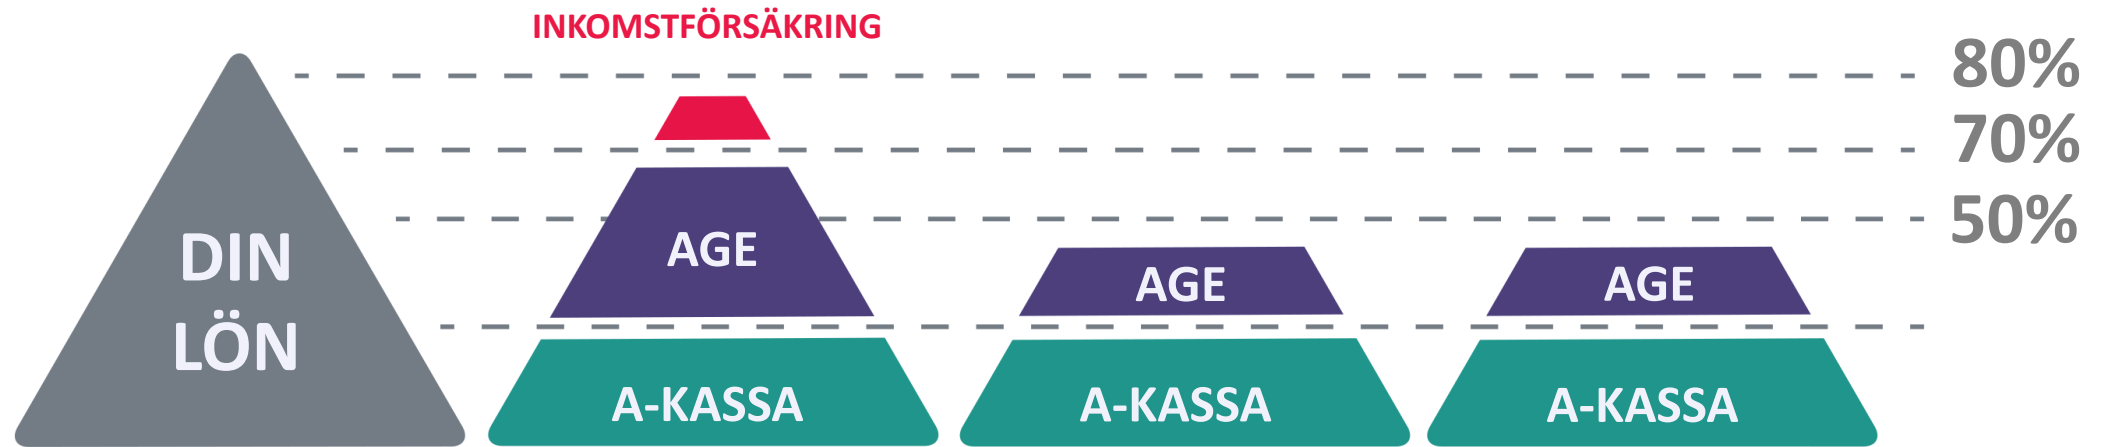 INKOMSTFÖRSÄKRING
80%
70%
50%
DIN
LÖN
AGE
AGE
AGE
A-KASSA
A-KASSA
A-KASSA